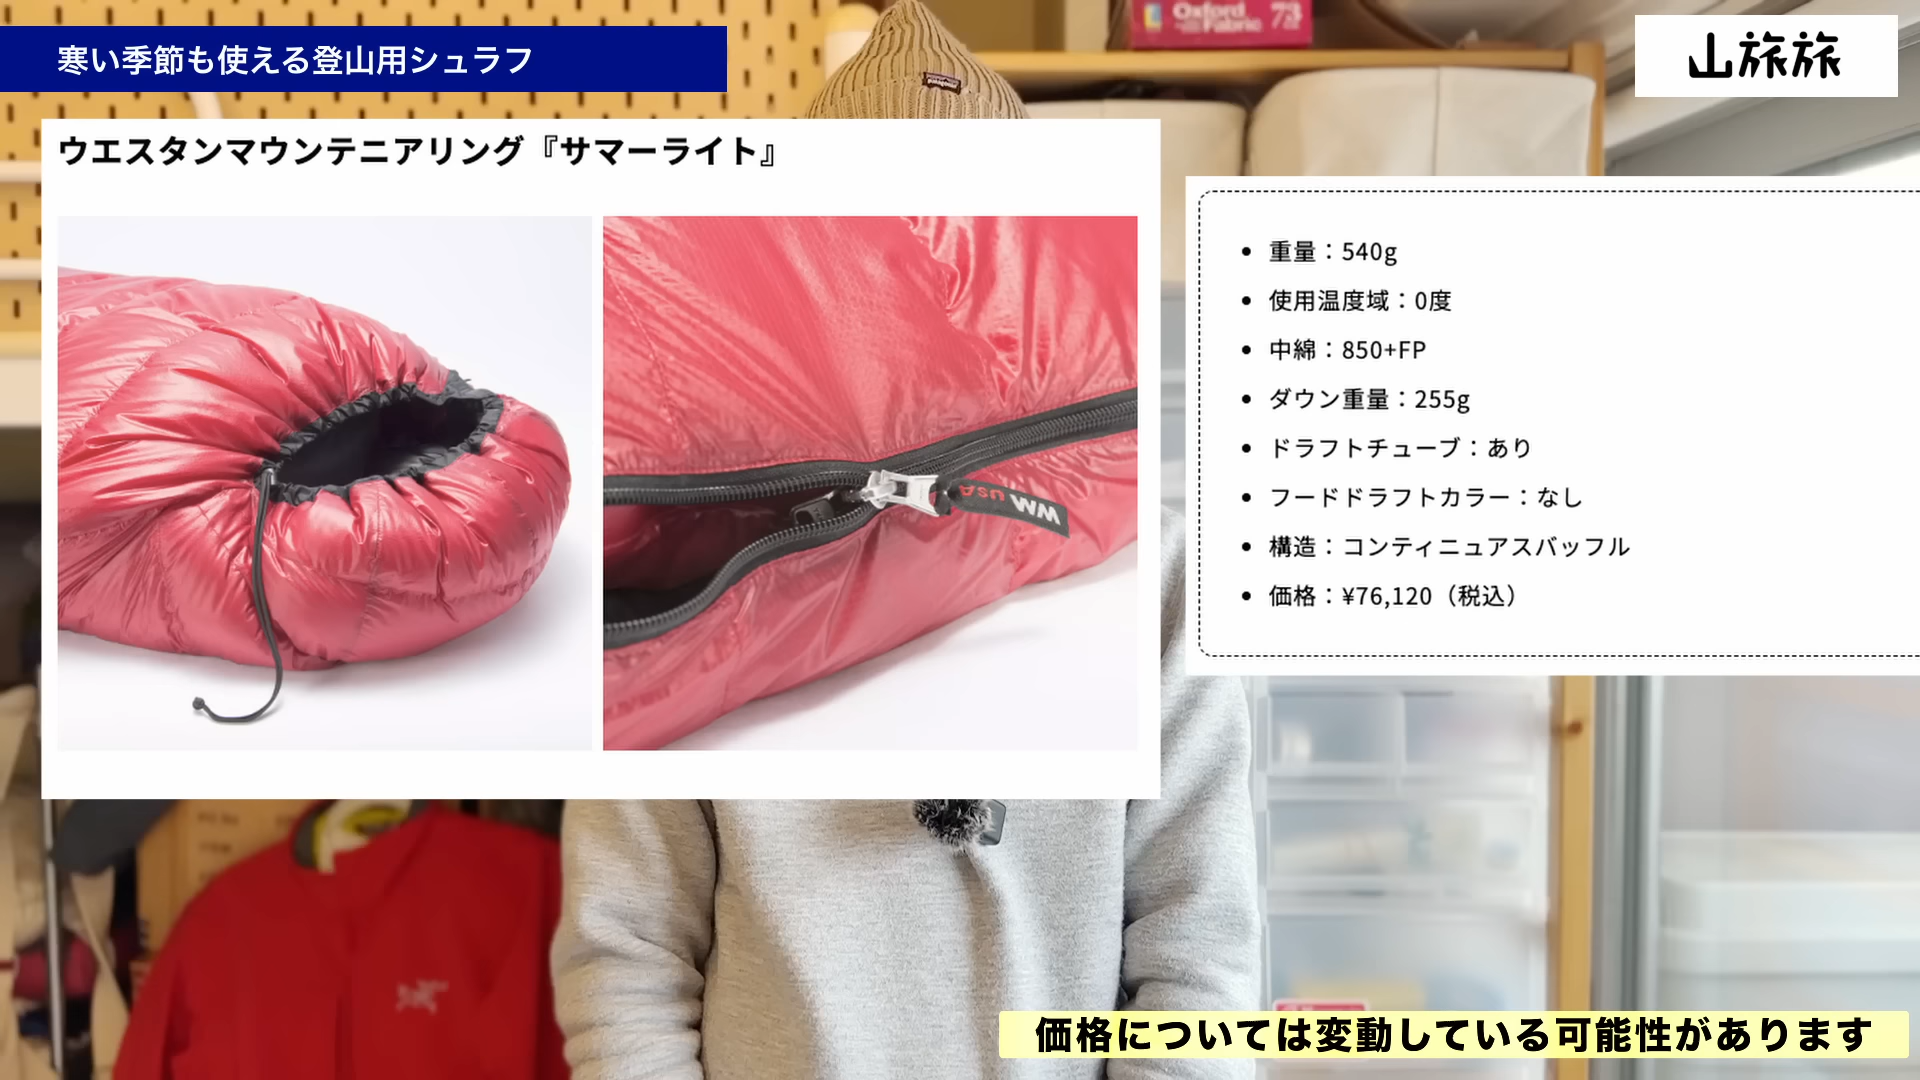 寒い季節も使える登山用シュラフ
山旅旅
Oxford
Fabric
73
ウエスタンマウンテニアリング『サマーライト』
WM USA
・重量：540g
・使用温度域：0度
・中綿：850+FP
・ダウン重量：255g
・ドラフトチューブ：あり
・フードドラフトカラー：なし
・構造：コンティニュアスバッフル
・価格：¥76,120（税込）
価格については変動している可能性があります